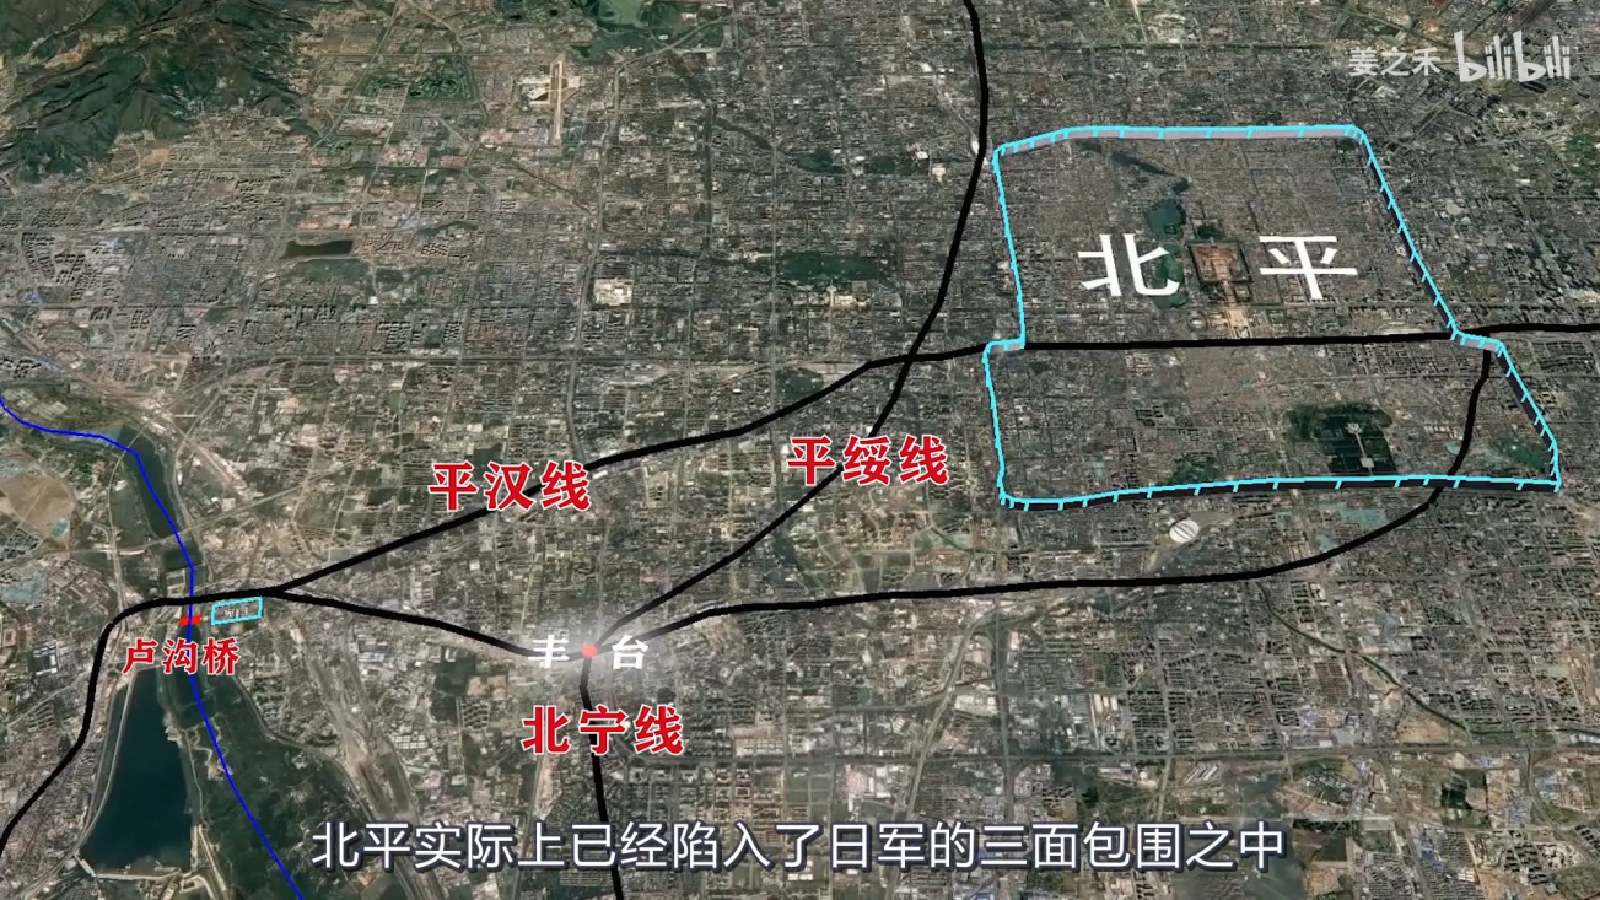 姜之禾 bilibili
北 平
平汉线
平绥线
卢沟桥
丰 台
北宁线
北平实际上已经陷入了日军的三面包围之中